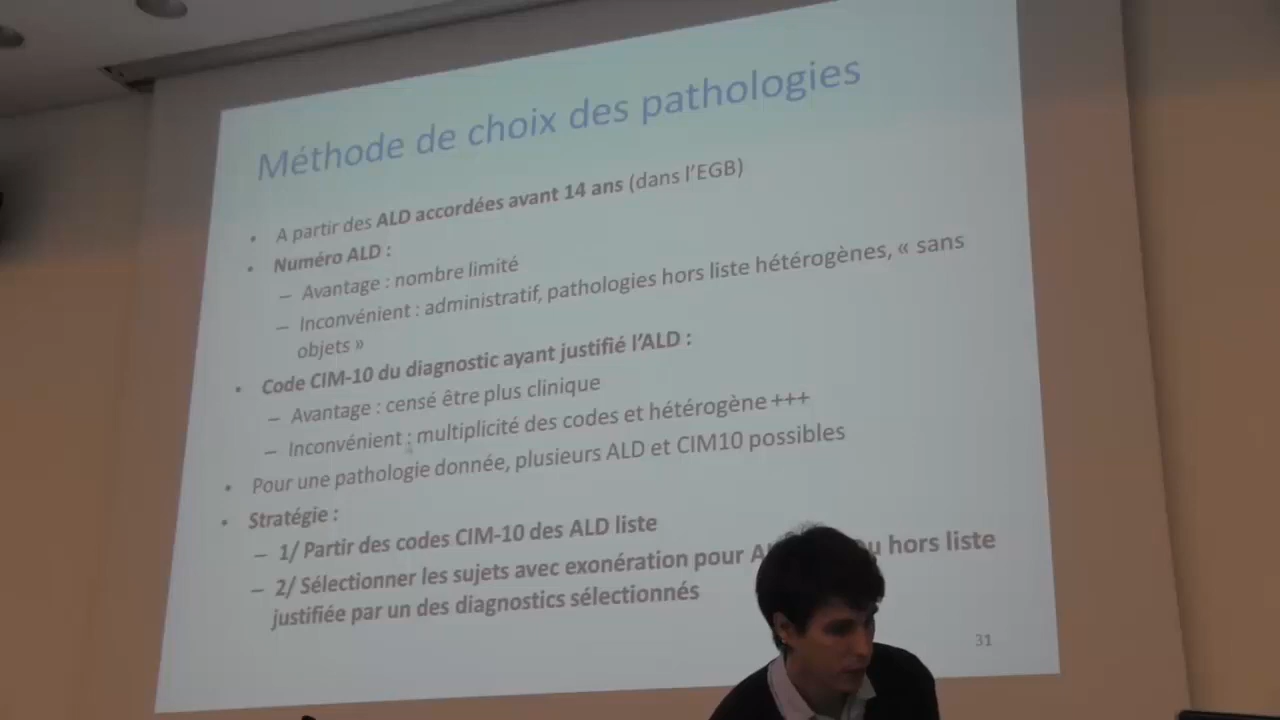 Méthode de choix des pathologies
• A partir des ALD accordées avant 14 ans (dans l'EGB)
• Numéro ALD :
– Avantage : nombre limité
– Inconvénient : administratif, pathologies hors liste hétérogènes, « sans
objets »
• Code CIM-10 du diagnostic ayant justifié l'ALD :
– Avantage : censé être plus clinique
– Inconvénient : multiplicité des codes et hétérogène +++
• Pour une pathologie donnée, plusieurs ALD et CIM10 possibles
• Stratégie :
– 1/ Partir des codes CIM-10 des ALD liste
– 2/ Sélectionner les sujets avec exonération pour hors liste
justifiée par un des diagnostics sélectionnés
31